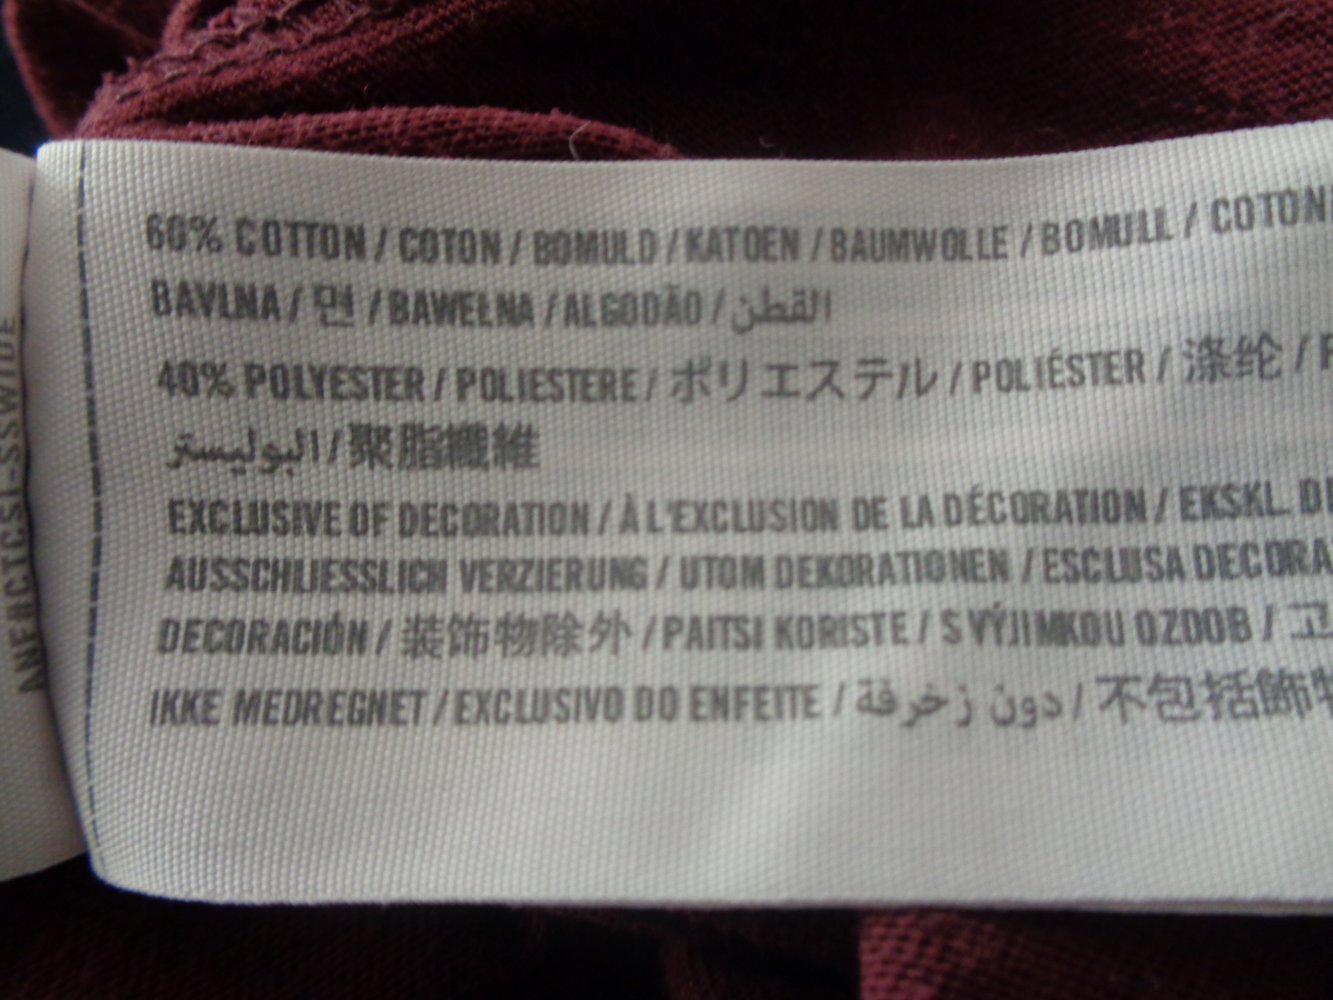 60% COTTON / COTON / BOMULD / KATOEN / BAUMWOLLE / BOMULL / COTON
BAVLNA / 면 / BAWEŁNA / ALGODÃO / القطن
40% POLYESTER / POLIESTERE / ポリエステル / POLIÉSTER / 涤纶 /
البوليستر / 聚脂纖維
EXCLUSIVE OF DECORATION / À L'EXCLUSION DE LA DÉCORATION / EKSKL.
AUSSCHLIESSLICH VERZIERUNG / UTOM DEKORATIONEN / ESCLUSA DECORA
DECORACIÓN / 装飾物除外 / PAITSI KORISTE / S VÝJIMKOU OZDOB /
IKKE MEDREGNET / EXCLUSIVO DO ENFEITE / دون زخرفة / 不包括飾物